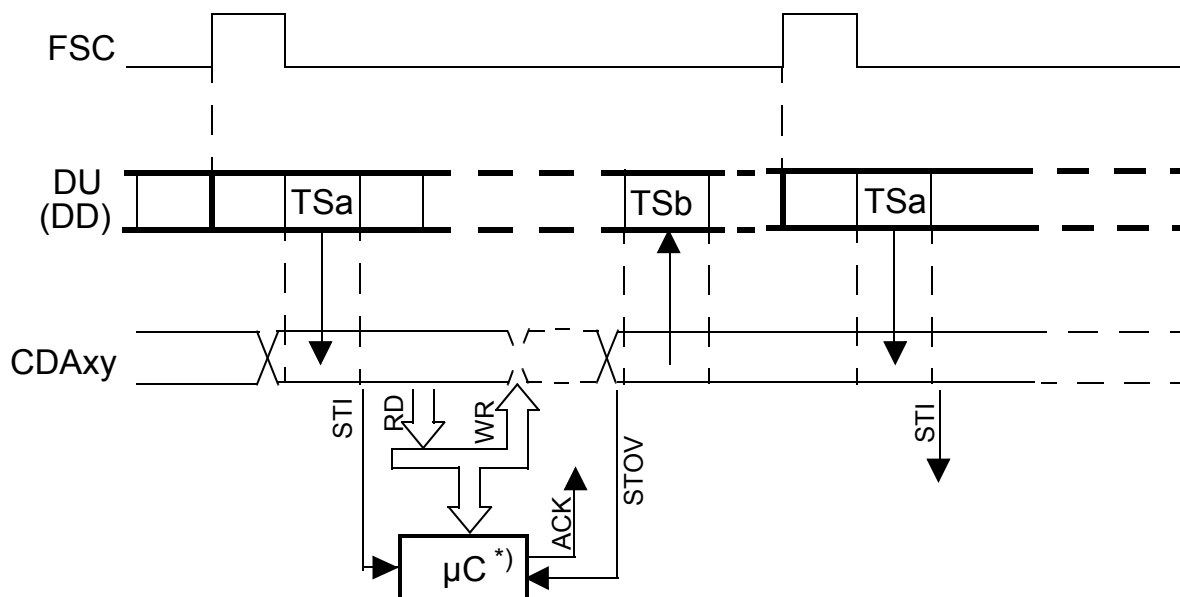 FSC
DU
(DD)
TSa
TSb
TSa
CDAxy
STI
RD
WR
ACK
STOV
STI
µC *)